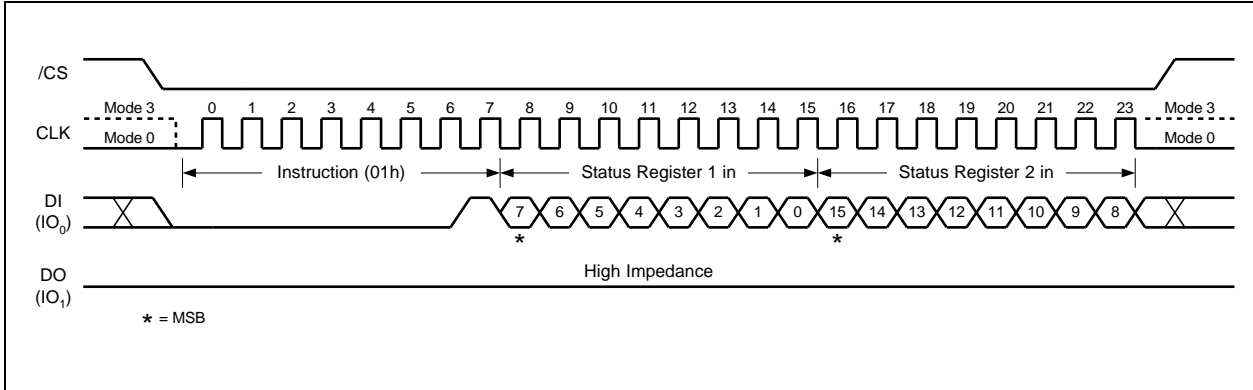 /CS
Mode 3 0 1 2 3 4 5 6 7 8 9 10 11 12 13 14 15 16 17 18 19 20 21 22 23 Mode 3
CLK Mode 0 Mode 0
Instruction (01h) Status Register 1 in Status Register 2 in
DI
(IO0) 7 6 5 4 3 2 1 0 15 14 13 12 11 10 9 8
* *
High Impedance
DO
(IO1)
* = MSB